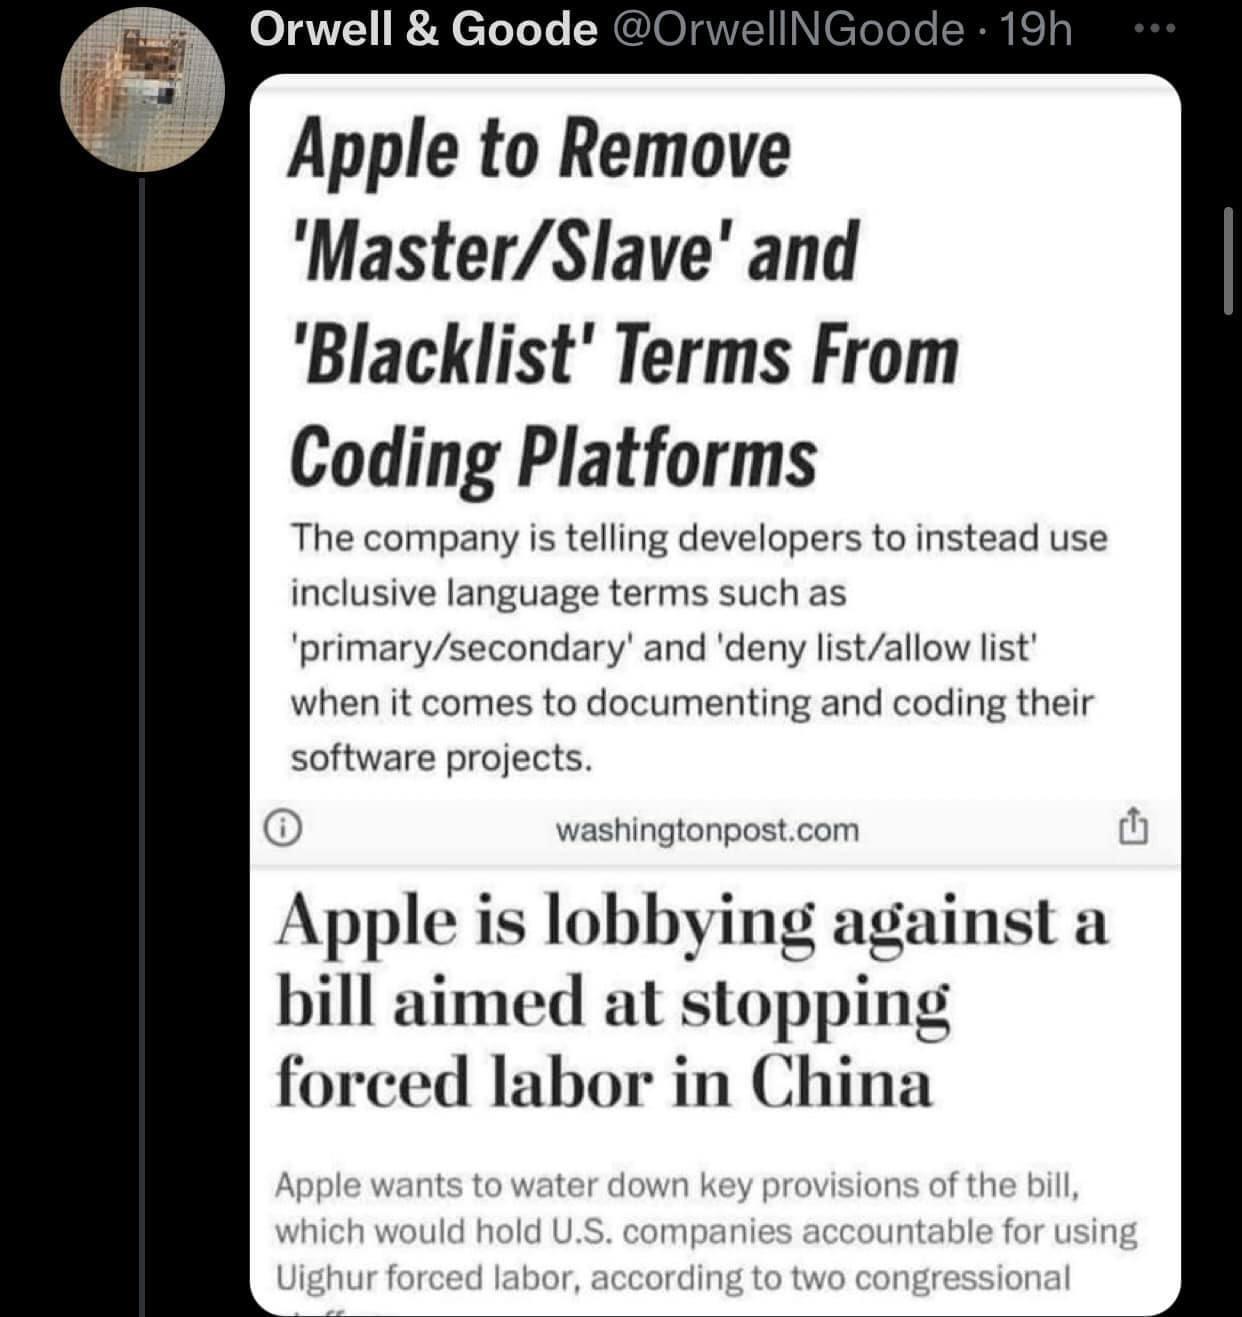 Orwell & Goode @OrwellNGoode · 19h ...
Apple to Remove
'Master/Slave' and
'Blacklist' Terms From
Coding Platforms
The company is telling developers to instead use
inclusive language terms such as
'primary/secondary' and 'deny list/allow list'
when it comes to documenting and coding their
software projects.
washingtonpost.com
Apple is lobbying against a
bill aimed at stopping
forced labor in China
Apple wants to water down key provisions of the bill,
which would hold U.S. companies accountable for using
Uighur forced labor, according to two congressional